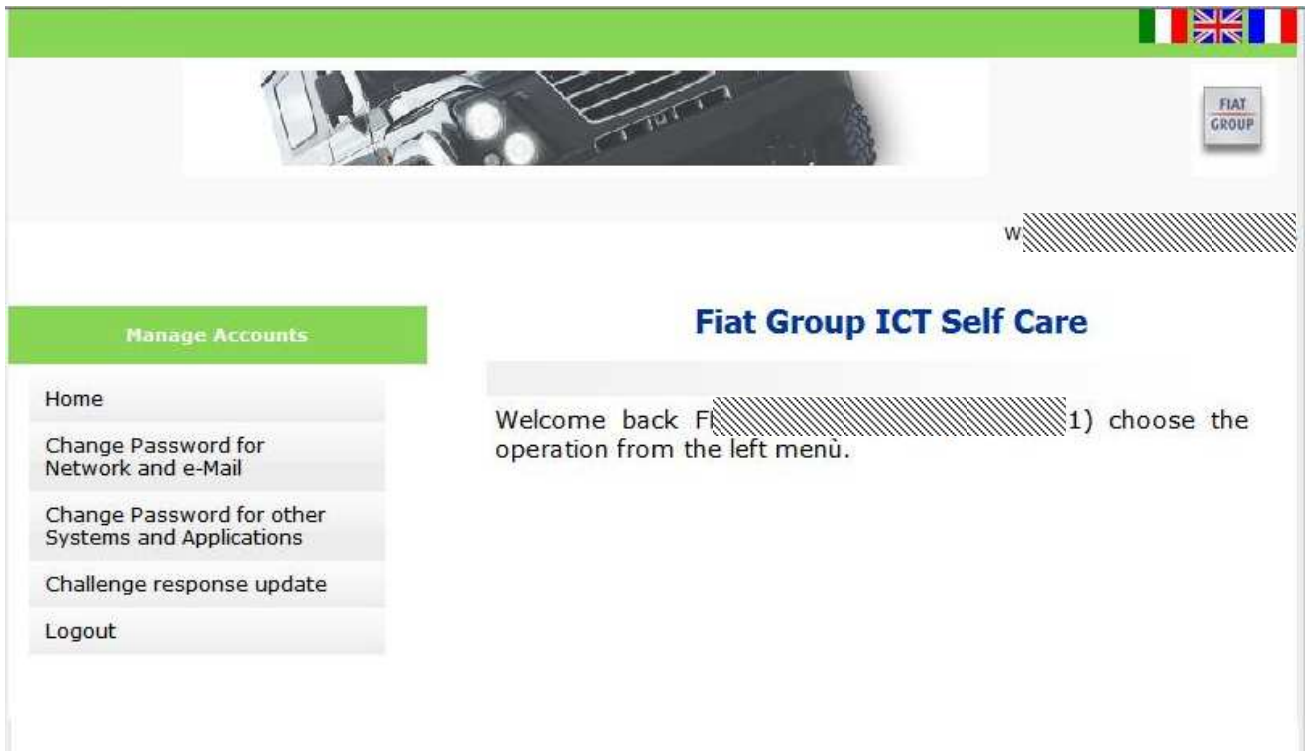 FIAT
GROUP
Manage Accounts
Fiat Group ICT Self Care
Home
Change Password for
Network and e-Mail
Change Password for other
Systems and Applications
Challenge response update
Logout
Welcome back 1) choose the
operation from the left menù.